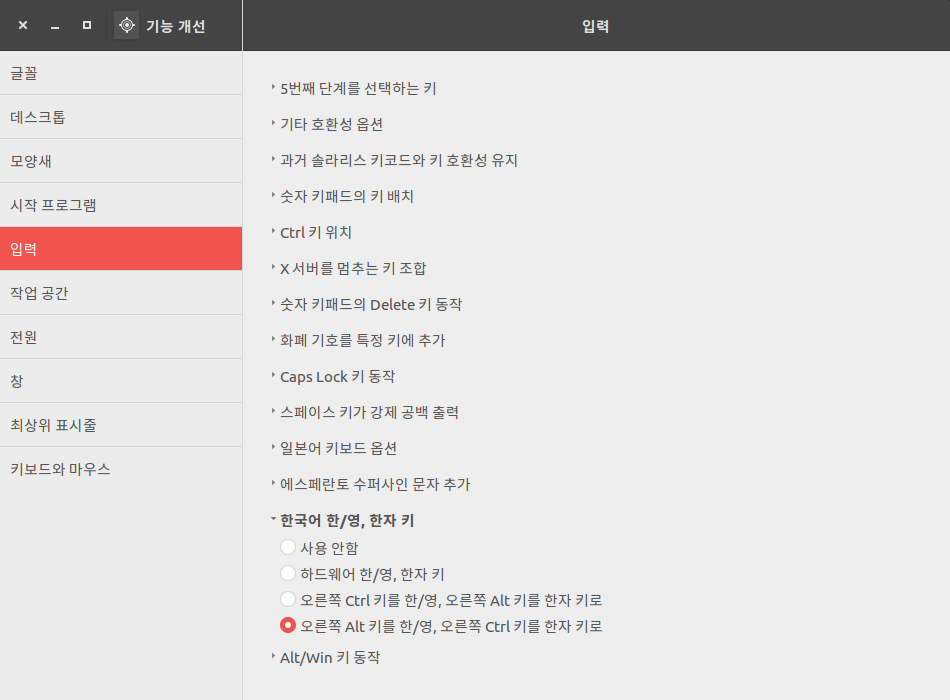 기능 개선
입력
글꼴
데스크톱
모양새
시작 프로그램
입력
작업 공간
전원
창
최상위 표시줄
키보드와 마우스
5번째 단계를 선택하는 키
기타 호환성 옵션
과거 솔라리스 키코드와 키 호환성 유지
숫자 키패드의 키 배치
Ctrl 키 위치
X 서버를 멈추는 키 조합
숫자 키패드의 Delete 키 동작
화폐 기호를 특정 키에 추가
Caps Lock 키 동작
스페이스 키가 강제 공백 출력
일본어 키보드 옵션
에스페란토 수퍼사인 문자 추가
한국어 한/영, 한자 키
사용 안함
하드웨어 한/영, 한자 키
오른쪽 Ctrl 키를 한/영, 오른쪽 Alt 키를 한자 키로
오른쪽 Alt 키를 한/영, 오른쪽 Ctrl 키를 한자 키로
Alt/Win 키 동작